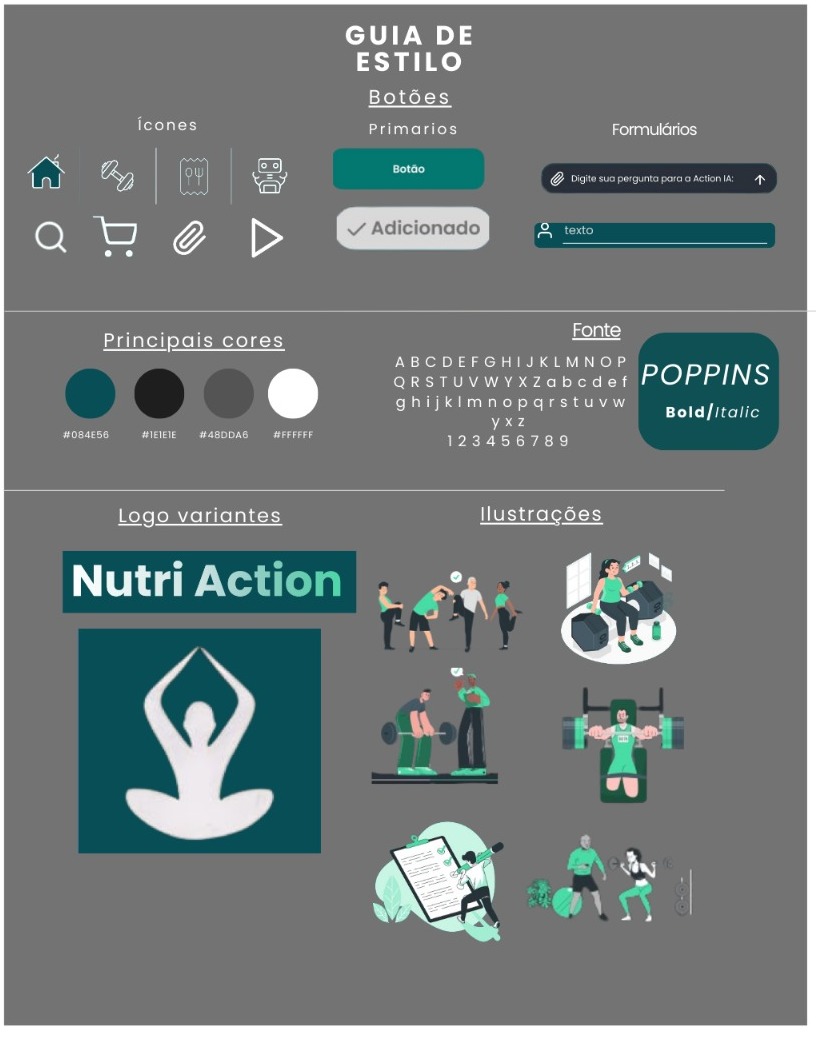 GUIA DE
ESTILO
Botões
Ícones
Primarios
Formulários
Botão
Digite sua pergunta para a Action IA:
Adicionado
texto
Principais cores
#084E56
#1E1E1E
#48DDA6
#FFFFFF
Fonte
A B C D E F G H I J K L M N O P
Q R S T U V W Y X Z a b c d e f
g h i j k l m n o p q r s t u v w
y x z
1 2 3 4 5 6 7 8 9
POPPINS
Bold/Italic
Logo variantes
Ilustrações
Nutri Action